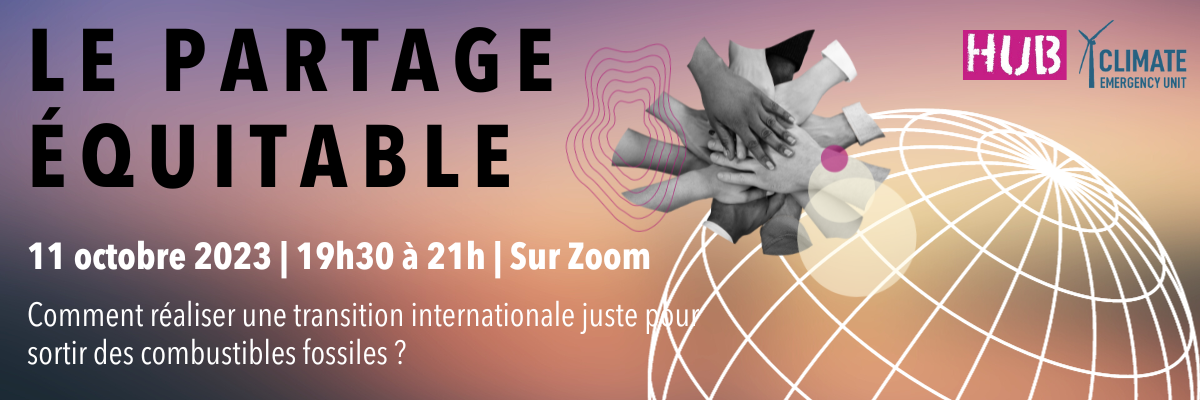 LE PARTAGE
ÉQUITABLE
11 octobre 2023 | 19h30 à 21h | Sur Zoom
Comment réaliser une transition internationale juste pour
sortir des combustibles fossiles ?
HUB
CLIMATE
EMERGENCY UNIT